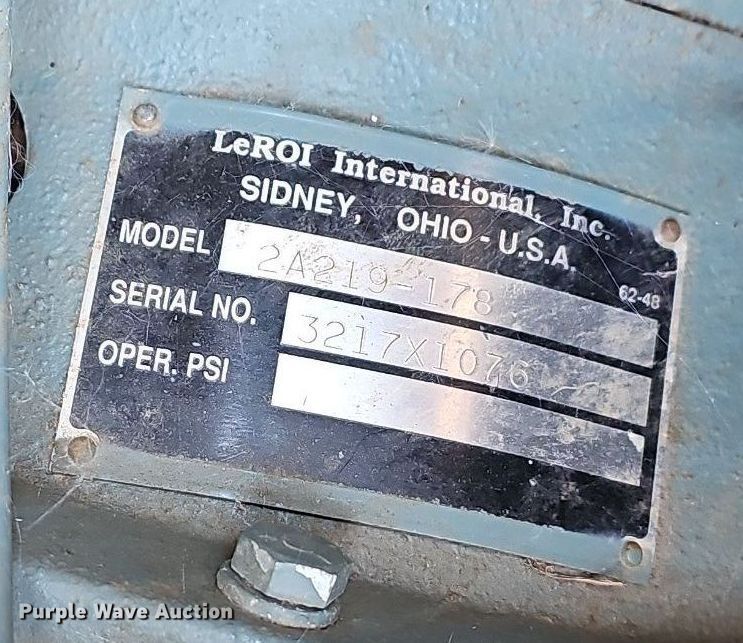 LeROI International, Inc.
SIDNEY, OHIO - U.S.A.
MODEL 2A219-178 62-48
SERIAL NO. 3217X1076
OPER. PSI
Purple Wave Auction